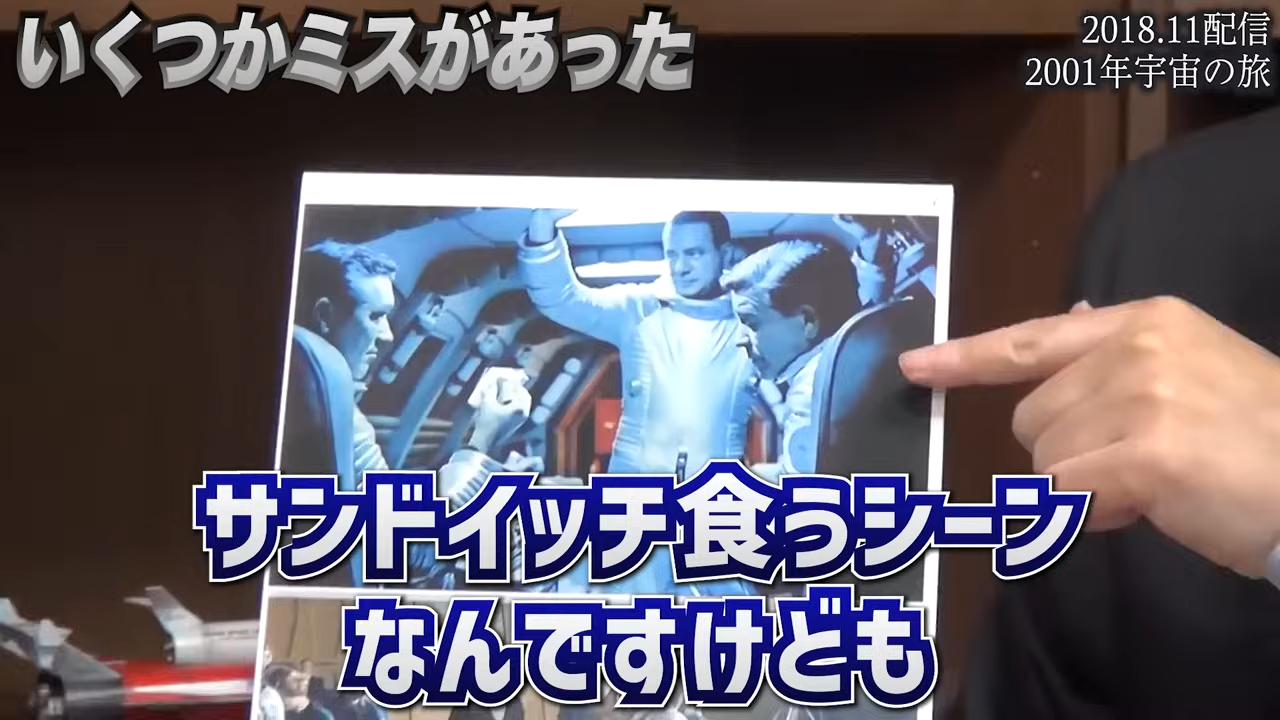 いくつかミスがあった
2018.11配信
2001年宇宙の旅
サンドイッチ食うシーン
なんですけども